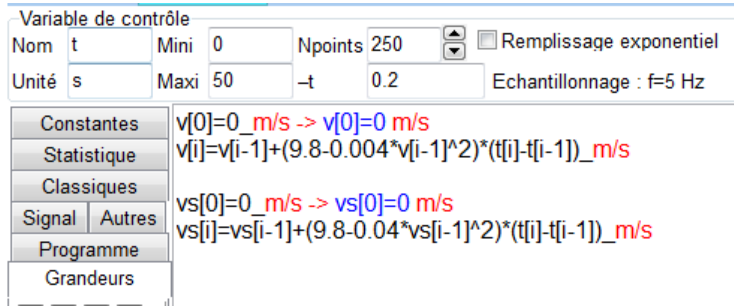 Variable de contrôle
Nom t Mini 0 Npoints 250 Remplissage exponentiel
Unité s Maxi 50 –t 0.2 Echantillonnage : f=5 Hz
Constantes
Statistique
Classiques
Signal Autres
Programme
Grandeurs
v[0]=0_m/s -> v[0]=0 m/s
v[i]=v[i-1]+(9.8-0.004*v[i-1]^2)*(t[i]-t[i-1])_m/s
vs[0]=0_m/s -> vs[0]=0 m/s
vs[i]=vs[i-1]+(9.8-0.04*vs[i-1]^2)*(t[i]-t[i-1])_m/s